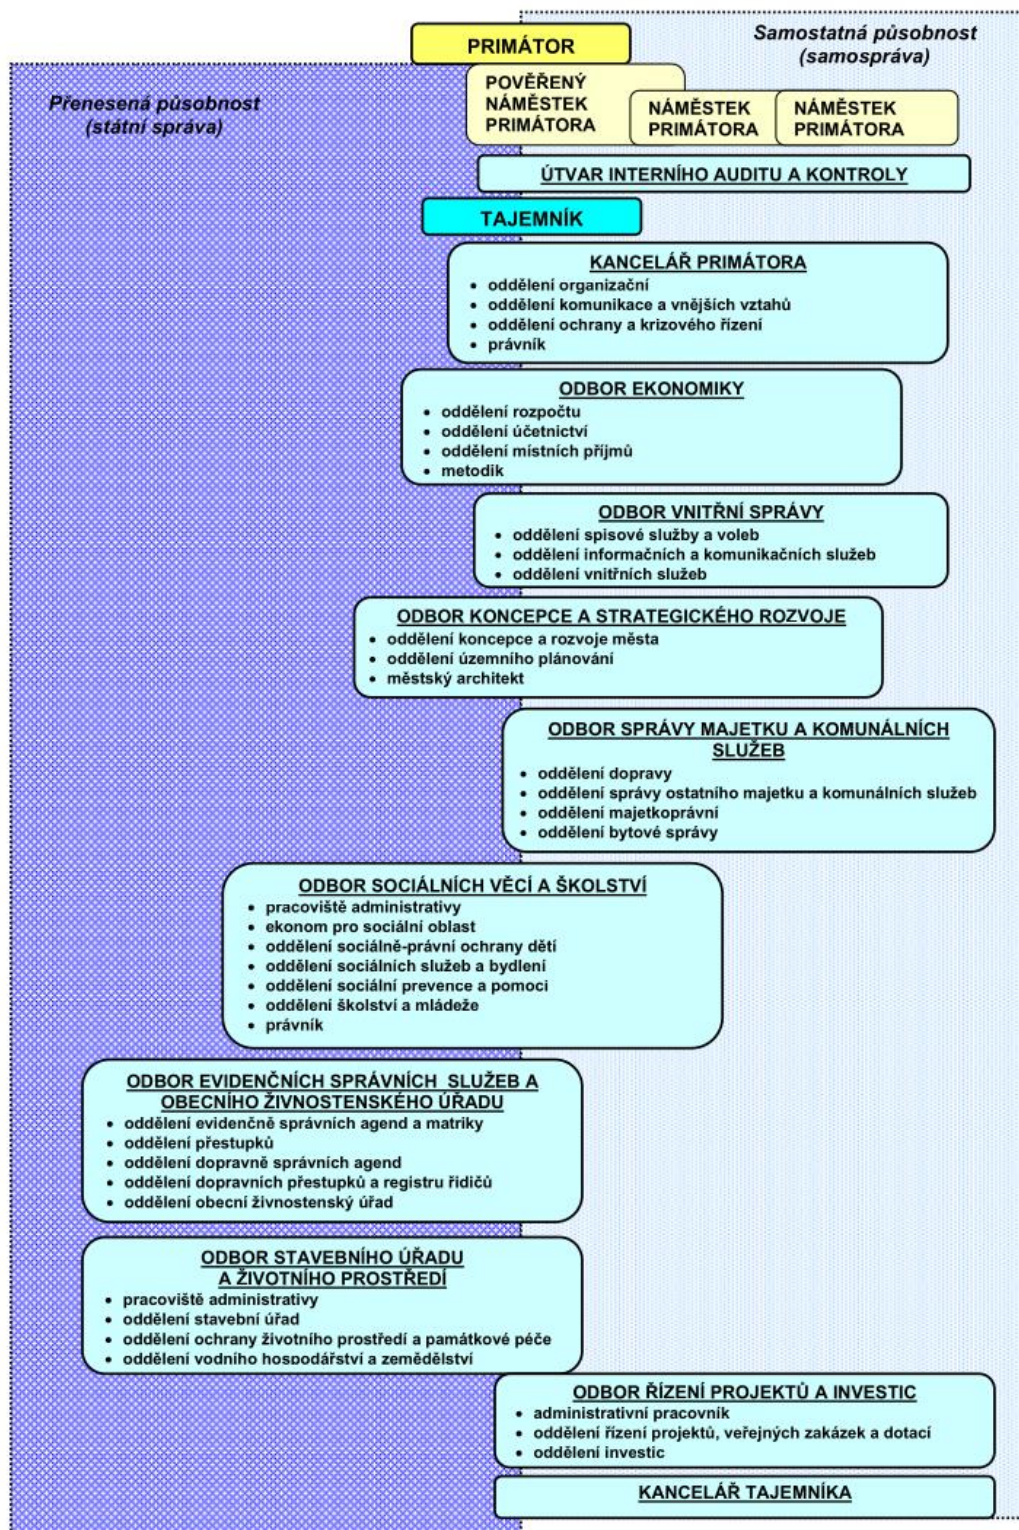 Samostatná působnost
(samospráva)
PRIMÁTOR
Přenesená působnost
(státní správa)
POVĚŘENÝ
NÁMĚSTEK
PRIMÁTORA
NÁMĚSTEK
PRIMÁTORA
NÁMĚSTEK
PRIMÁTORA
ÚTVAR INTERNÍHO AUDITU A KONTROLY
TAJEMNÍK
KANCELÁŘ PRIMÁTORA
• oddělení organizační
• oddělení komunikace a vnějších vztahů
• oddělení ochrany a krizového řízení
• právník
ODBOR EKONOMIKY
• oddělení rozpočtu
• oddělení účetnictví
• oddělení místních příjmů
• metodik
ODBOR VNITŘNÍ SPRÁVY
• oddělení spisové služby a voleb
• oddělení informačních a komunikačních služeb
• oddělení vnitřních služeb
ODBOR KONCEPCE A STRATEGICKÉHO ROZVOJE
• oddělení koncepce a rozvoje města
• oddělení územního plánování
• městský architekt
ODBOR SPRÁVY MAJETKU A KOMUNÁLNÍCH
SLUŽEB
• oddělení dopravy
• oddělení správy ostatního majetku a komunálních služeb
• oddělení majetkoprávní
• oddělení bytové správy
ODBOR SOCIÁLNÍCH VĚCÍ A ŠKOLSTVÍ
• pracoviště administrativy
• ekonom pro sociální oblast
• oddělení sociálně-právní ochrany dětí
• oddělení sociálních služeb a bydlení
• oddělení sociální prevence a pomoci
• oddělení školství a mládeže
• právník
ODBOR EVIDENČNÍCH SPRÁVNÍCH SLUŽEB A
OBECNÍHO ŽIVNOSTENSKÉHO ÚŘADU
• oddělení evidenčně správních agend a matriky
• oddělení přestupků
• oddělení dopravně správních agend
• oddělení dopravních přestupků a registru řidičů
• oddělení obecní živnostenský úřad
ODBOR STAVEBNÍHO ÚŘADU
A ŽIVOTNÍHO PROSTŘEDÍ
• pracoviště administrativy
• oddělení stavební úřad
• oddělení ochrany životního prostředí a památkové péče
• oddělení vodního hospodářství a zemědělství
ODBOR ŘÍZENÍ PROJEKTŮ A INVESTIC
• administrativní pracovník
• oddělení řízení projektů, veřejných zakázek a dotací
• oddělení investic
KANCELÁŘ TAJEMNÍKA